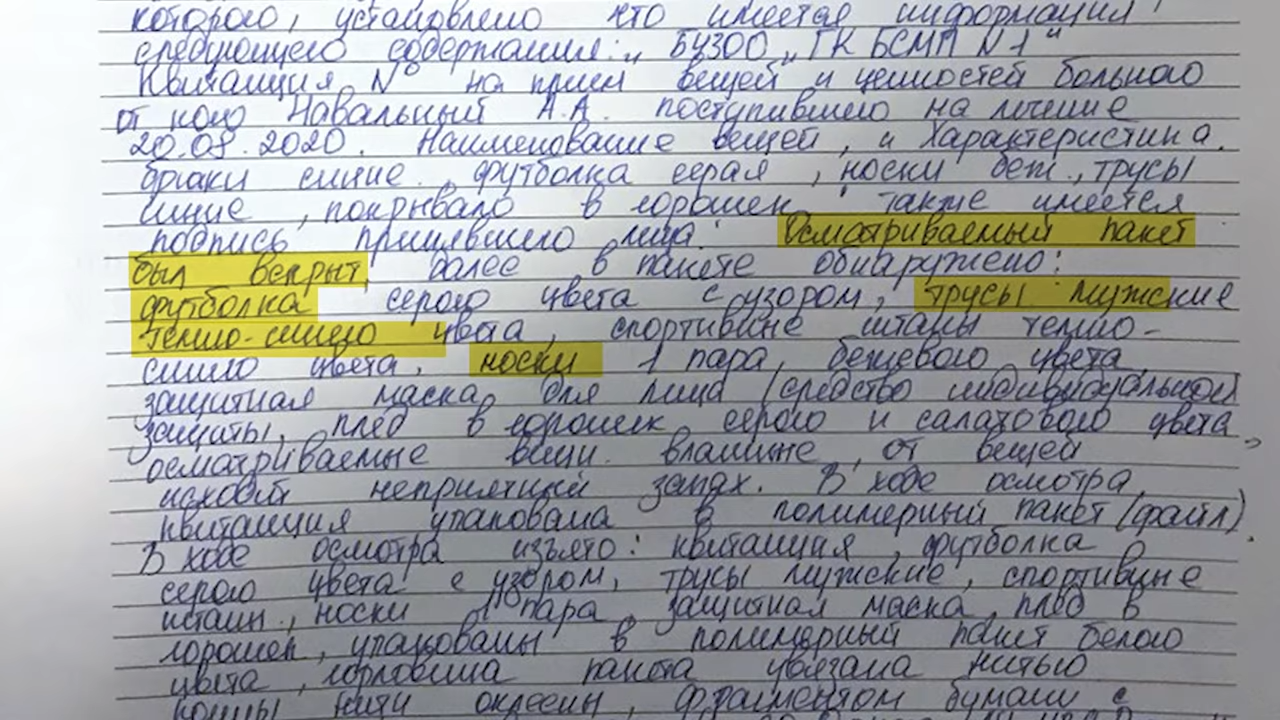 которого, установлено что имеется информация
следующего содержания: „БУЗОО „ГК БСМП N1"
Квитанция N° на прием вещей и ценностей больного
от кого Навальный А.А. поступившего на лечение
20.08.2020. Наименование вещей, и характеристика.
брюки синие, футболка серая, носки беж., трусы
синие, покрывало в горошек также имеется
подпись принявшего лица. Осматриваемый пакет
был вскрыт, далее в пакете обнаружено:
футболка серого цвета с узором, трусы мужские
темно-синего цвета, спортивные штаны темно-
синего цвета, носки 1 пара, бежевого цвета,
защитная маска для лица (средство индивидуальной
защиты, плед в горошек серого и салатового цвета,
осматриваемые вещи влажные, от вещей
исходит неприятный запах. В ходе осмотра,
квитанция упакована в полимерный пакет (файл).
В ходе осмотра изъято: квитанция, футболка
серого цвета с узором, трусы мужские, спортивные
штаны, носки 1 пара, защитная маска, плед в
горошек, упакованы в полимерный пакет белого
цвета, горловина пакета увязана нитью
концы нити оклеены фрагментом бумаги с